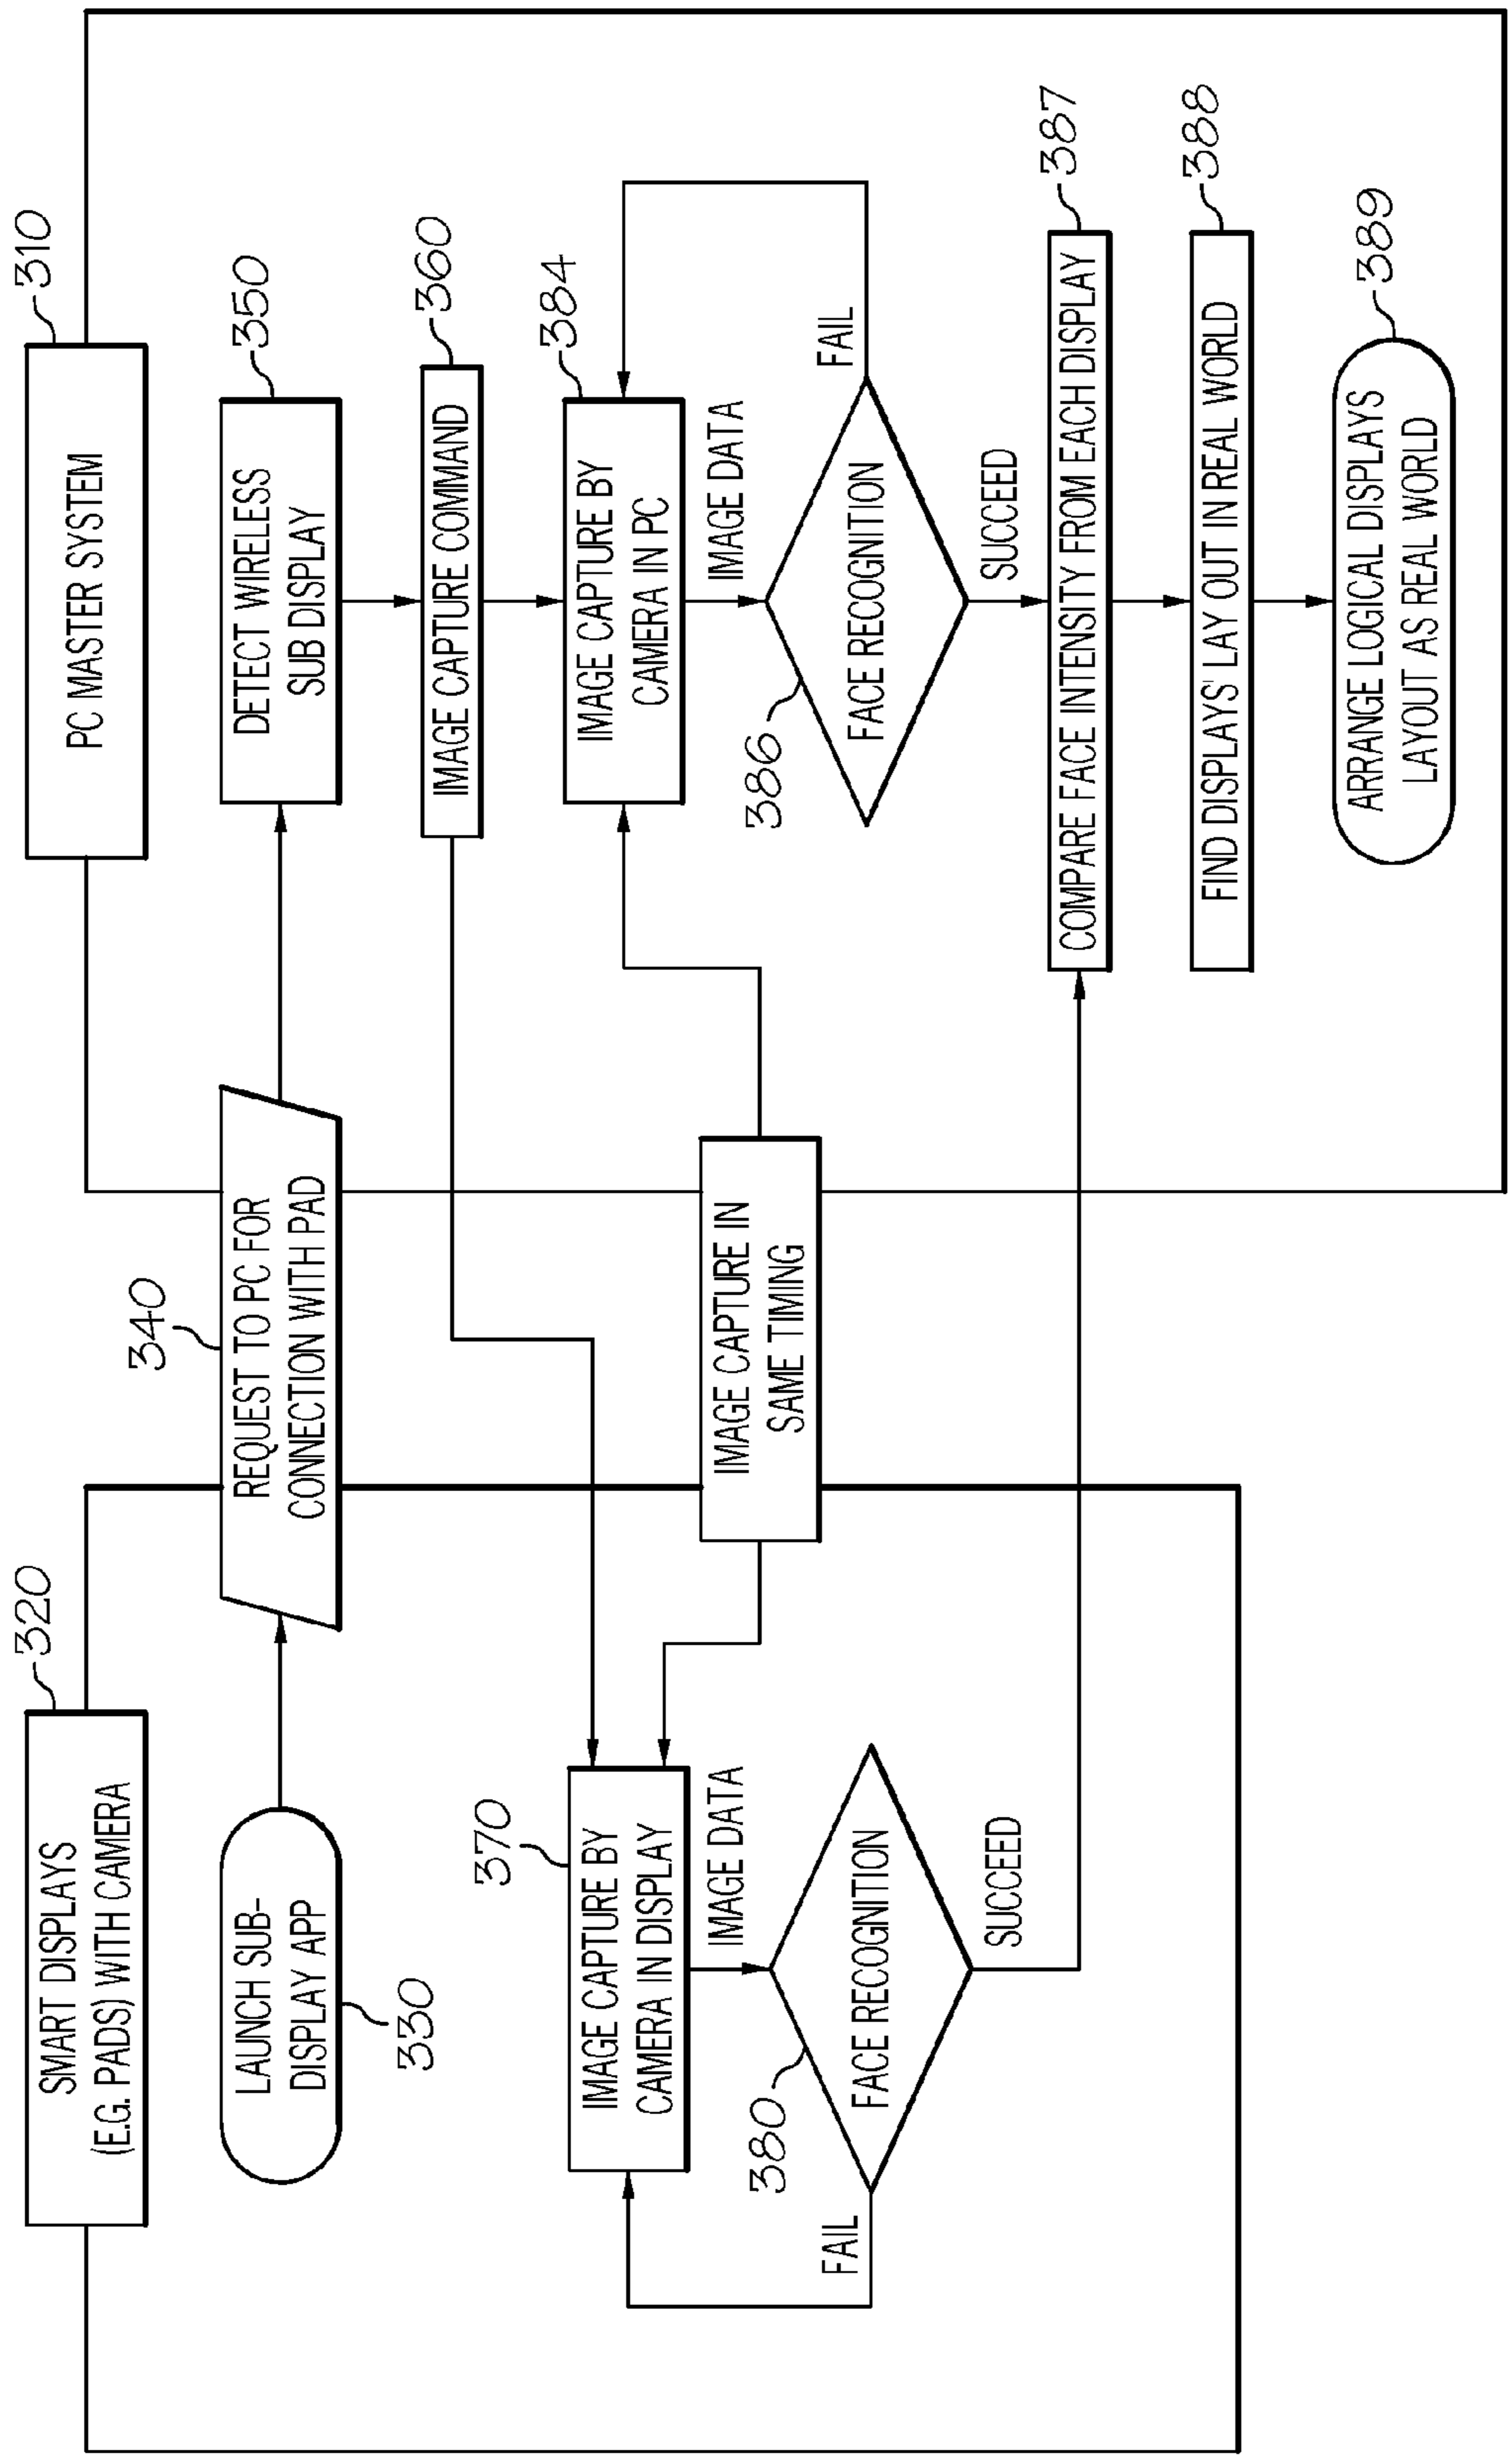 320
SMART DISPLAYS
(E.G. PADS) WITH CAMERA
310
PC MASTER SYSTEM
LAUNCH SUB-
DISPLAY APP
330
340
REQUEST TO PC FOR
CONNECTION WITH PAD
350
DETECT WIRELESS
SUB DISPLAY
360
IMAGE CAPTURE COMMAND
370
IMAGE CAPTURE BY
CAMERA IN DISPLAY
384
IMAGE CAPTURE BY
CAMERA IN PC
IMAGE CAPTURE IN
SAME TIMING
IMAGE DATA
IMAGE DATA
380
FACE RECOGNITION
FAIL
SUCCEED
386
FACE RECOGNITION
FAIL
SUCCEED
387
COMPARE FACE INTENSITY FROM EACH DISPLAY
388
FIND DISPLAYS' LAY OUT IN REAL WORLD
389
ARRANGE LOGICAL DISPLAYS
LAYOUT AS REAL WORLD